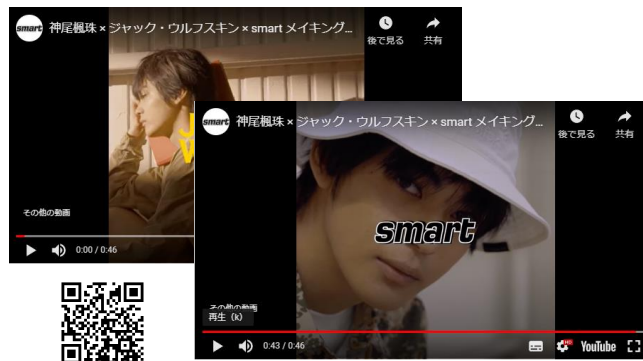 smart 神尾楓珠 × ジャック・ウルフスキン × smart メイキング...
後で見る 共有
その他の動画
0:00 / 0:46
smart 神尾楓珠 × ジャック・ウルフスキン × smart メイキング...
後で見る 共有
smart
その他の動画
再生 (k)
0:43 / 0:46
HD YouTube